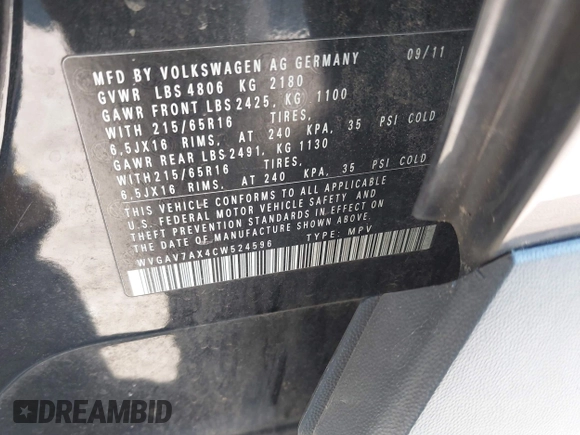 MFD BY VOLKSWAGEN AG GERMANY 09/11
GVWR LBS 4806 KG 2180
GAWR FRONT LBS 2425, KG 1100
WITH 215/65R16 TIRES,
6,5JX16 RIMS, AT 240 KPA, 35 PSI COLD
GAWR REAR LBS 2491, KG 1130
WITH 215/65R16 TIRES,
6,5JX16 RIMS, AT 240 KPA, 35 PSI COLD
THIS VEHICLE CONFORMS TO ALL APPLICABLE
U.S. FEDERAL MOTOR VEHICLE SAFETY AND
THEFT PREVENTION STANDARDS IN EFFECT ON
THE DATE OF MANUFACTURE SHOWN ABOVE.
WVGAV7AX4CW524596 TYPE: MPV
DREAMBID